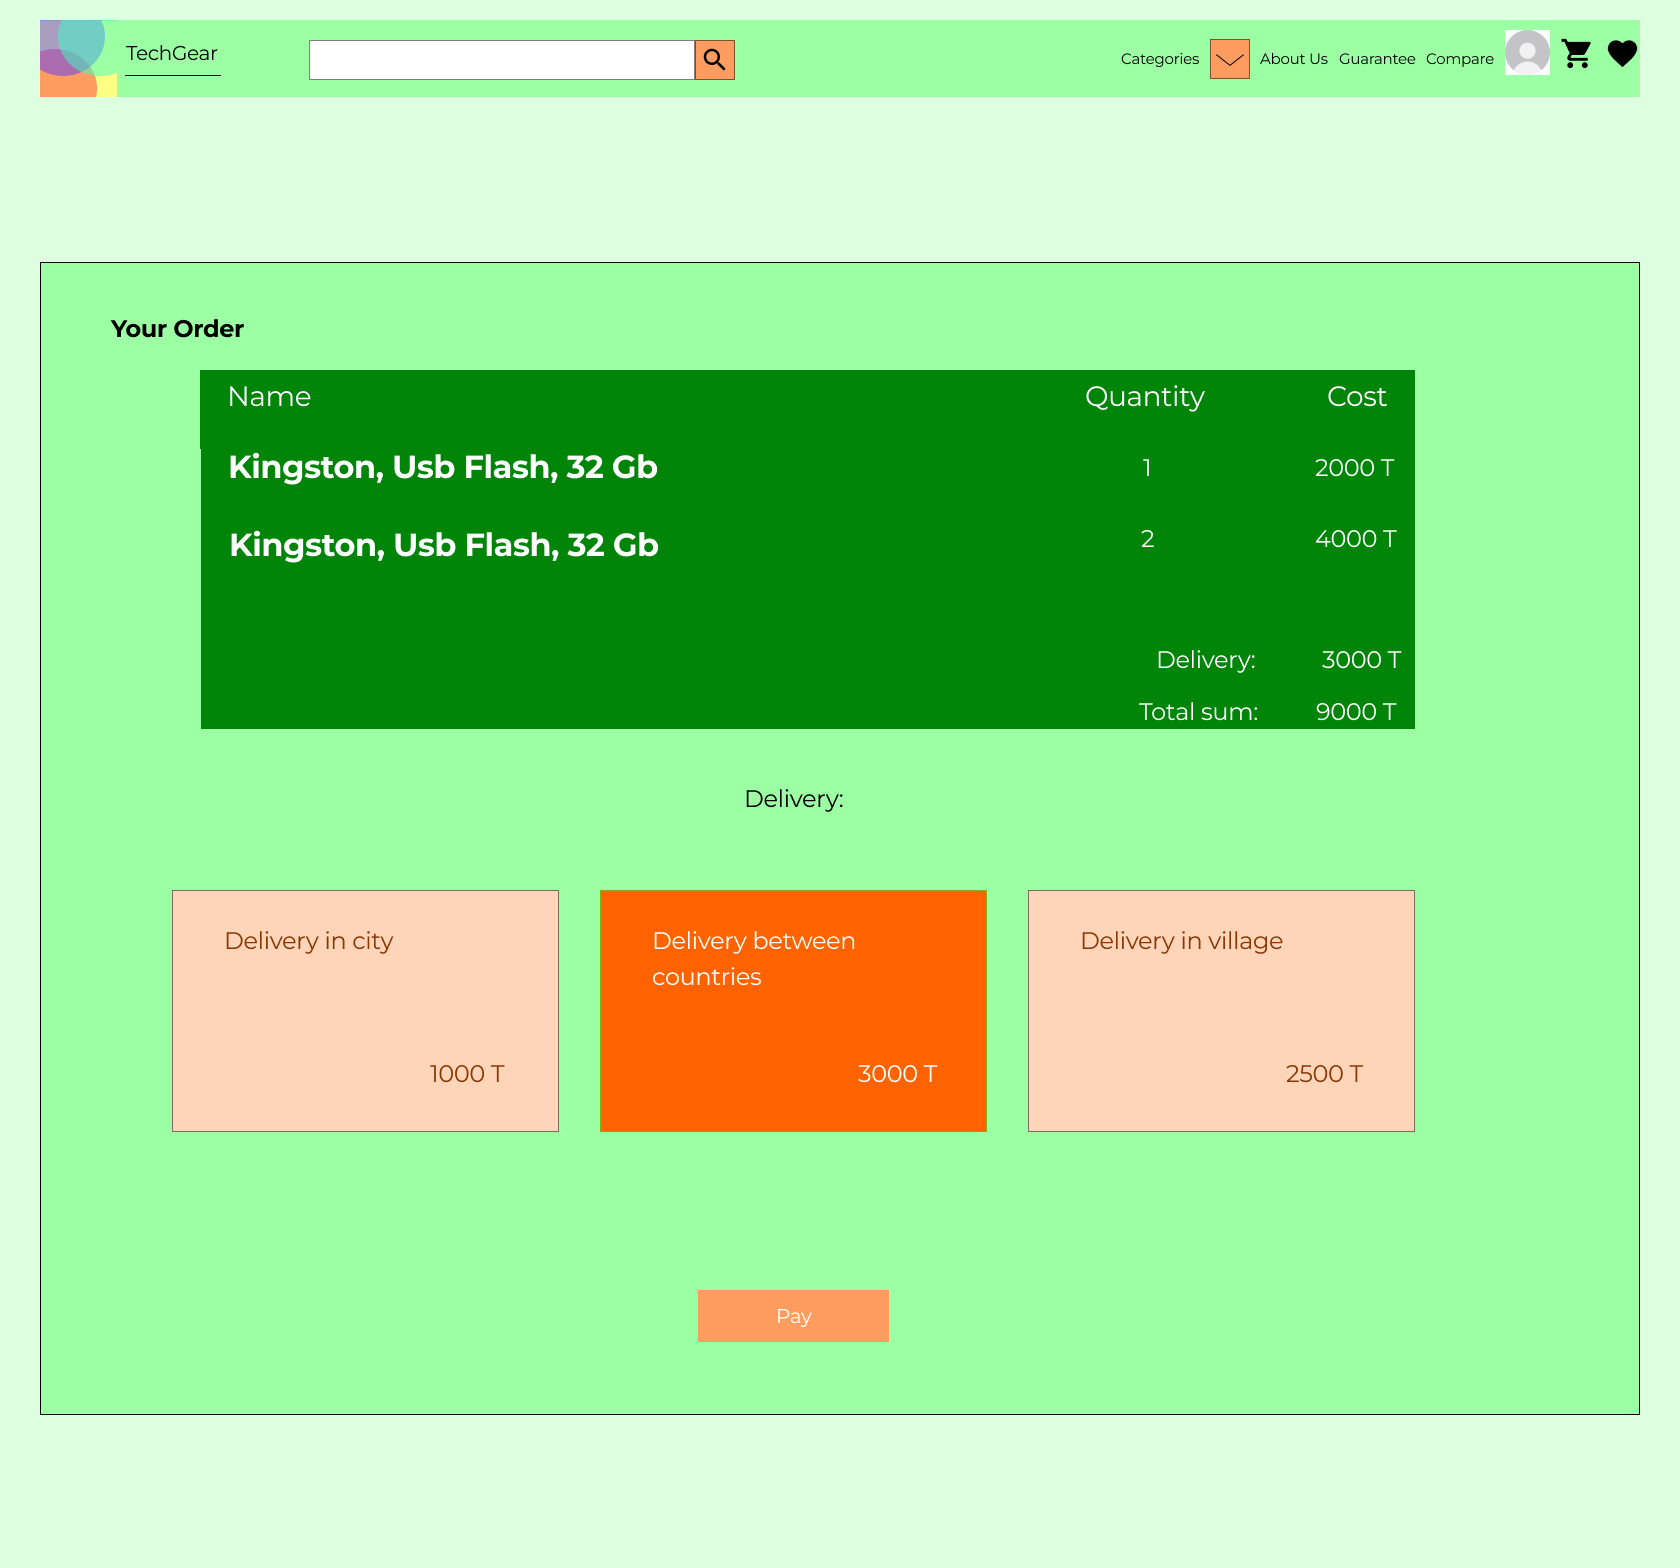 TechGear
Categories
About Us
Guarantee
Compare
Your Order
Name Quantity Cost
Kingston, Usb Flash, 32 Gb 1 2000 T
Kingston, Usb Flash, 32 Gb 2 4000 T
Delivery: 3000 T
Total sum: 9000 T
Delivery:
Delivery in city
1000 T
Delivery between
countries
3000 T
Delivery in village
2500 T
Pay